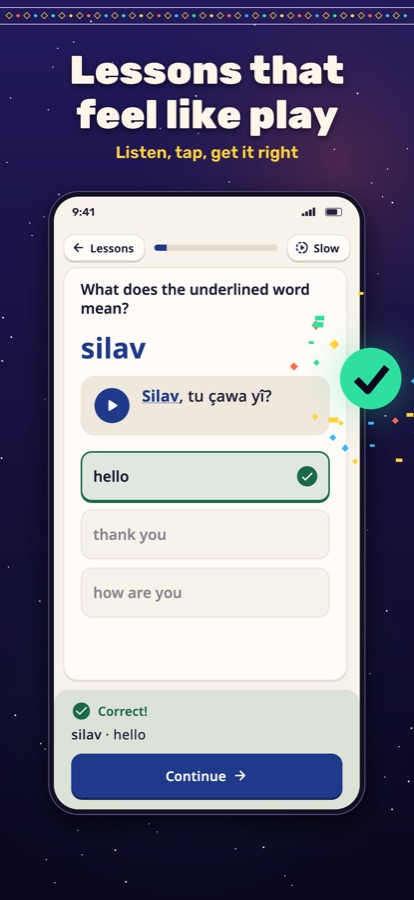 Lessons that
feel like play
Listen, tap, get it right
9:41
Lessons
Slow
What does the underlined word
mean?
silav
Silav, tu çawa yî?
hello
thank you
how are you
Correct!
silav · hello
Continue →